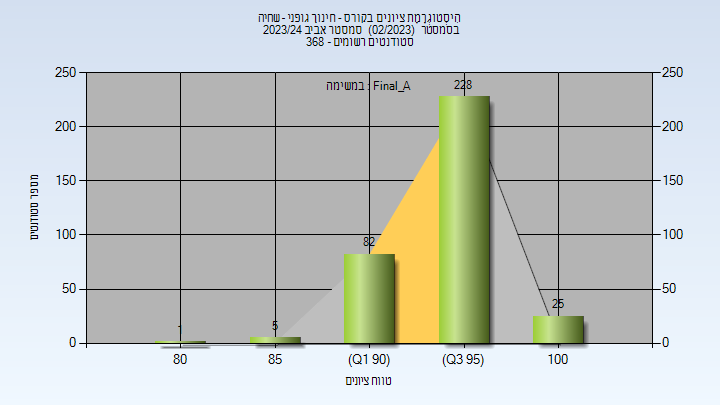 היסטוגרמת ציונים בקורס - חינוך גופני - שחיה
בסמסטר (02/2023) סמסטר אביב 2023/24
סטודנטים רשומים - 368
במשימה : Final_A
250 250
200 200
150 150
100 100
50 50
0 0
228
82
25
5
1
מספר סטודנטים
80 85 (Q1 90) (Q3 95) 100
טווח ציונים